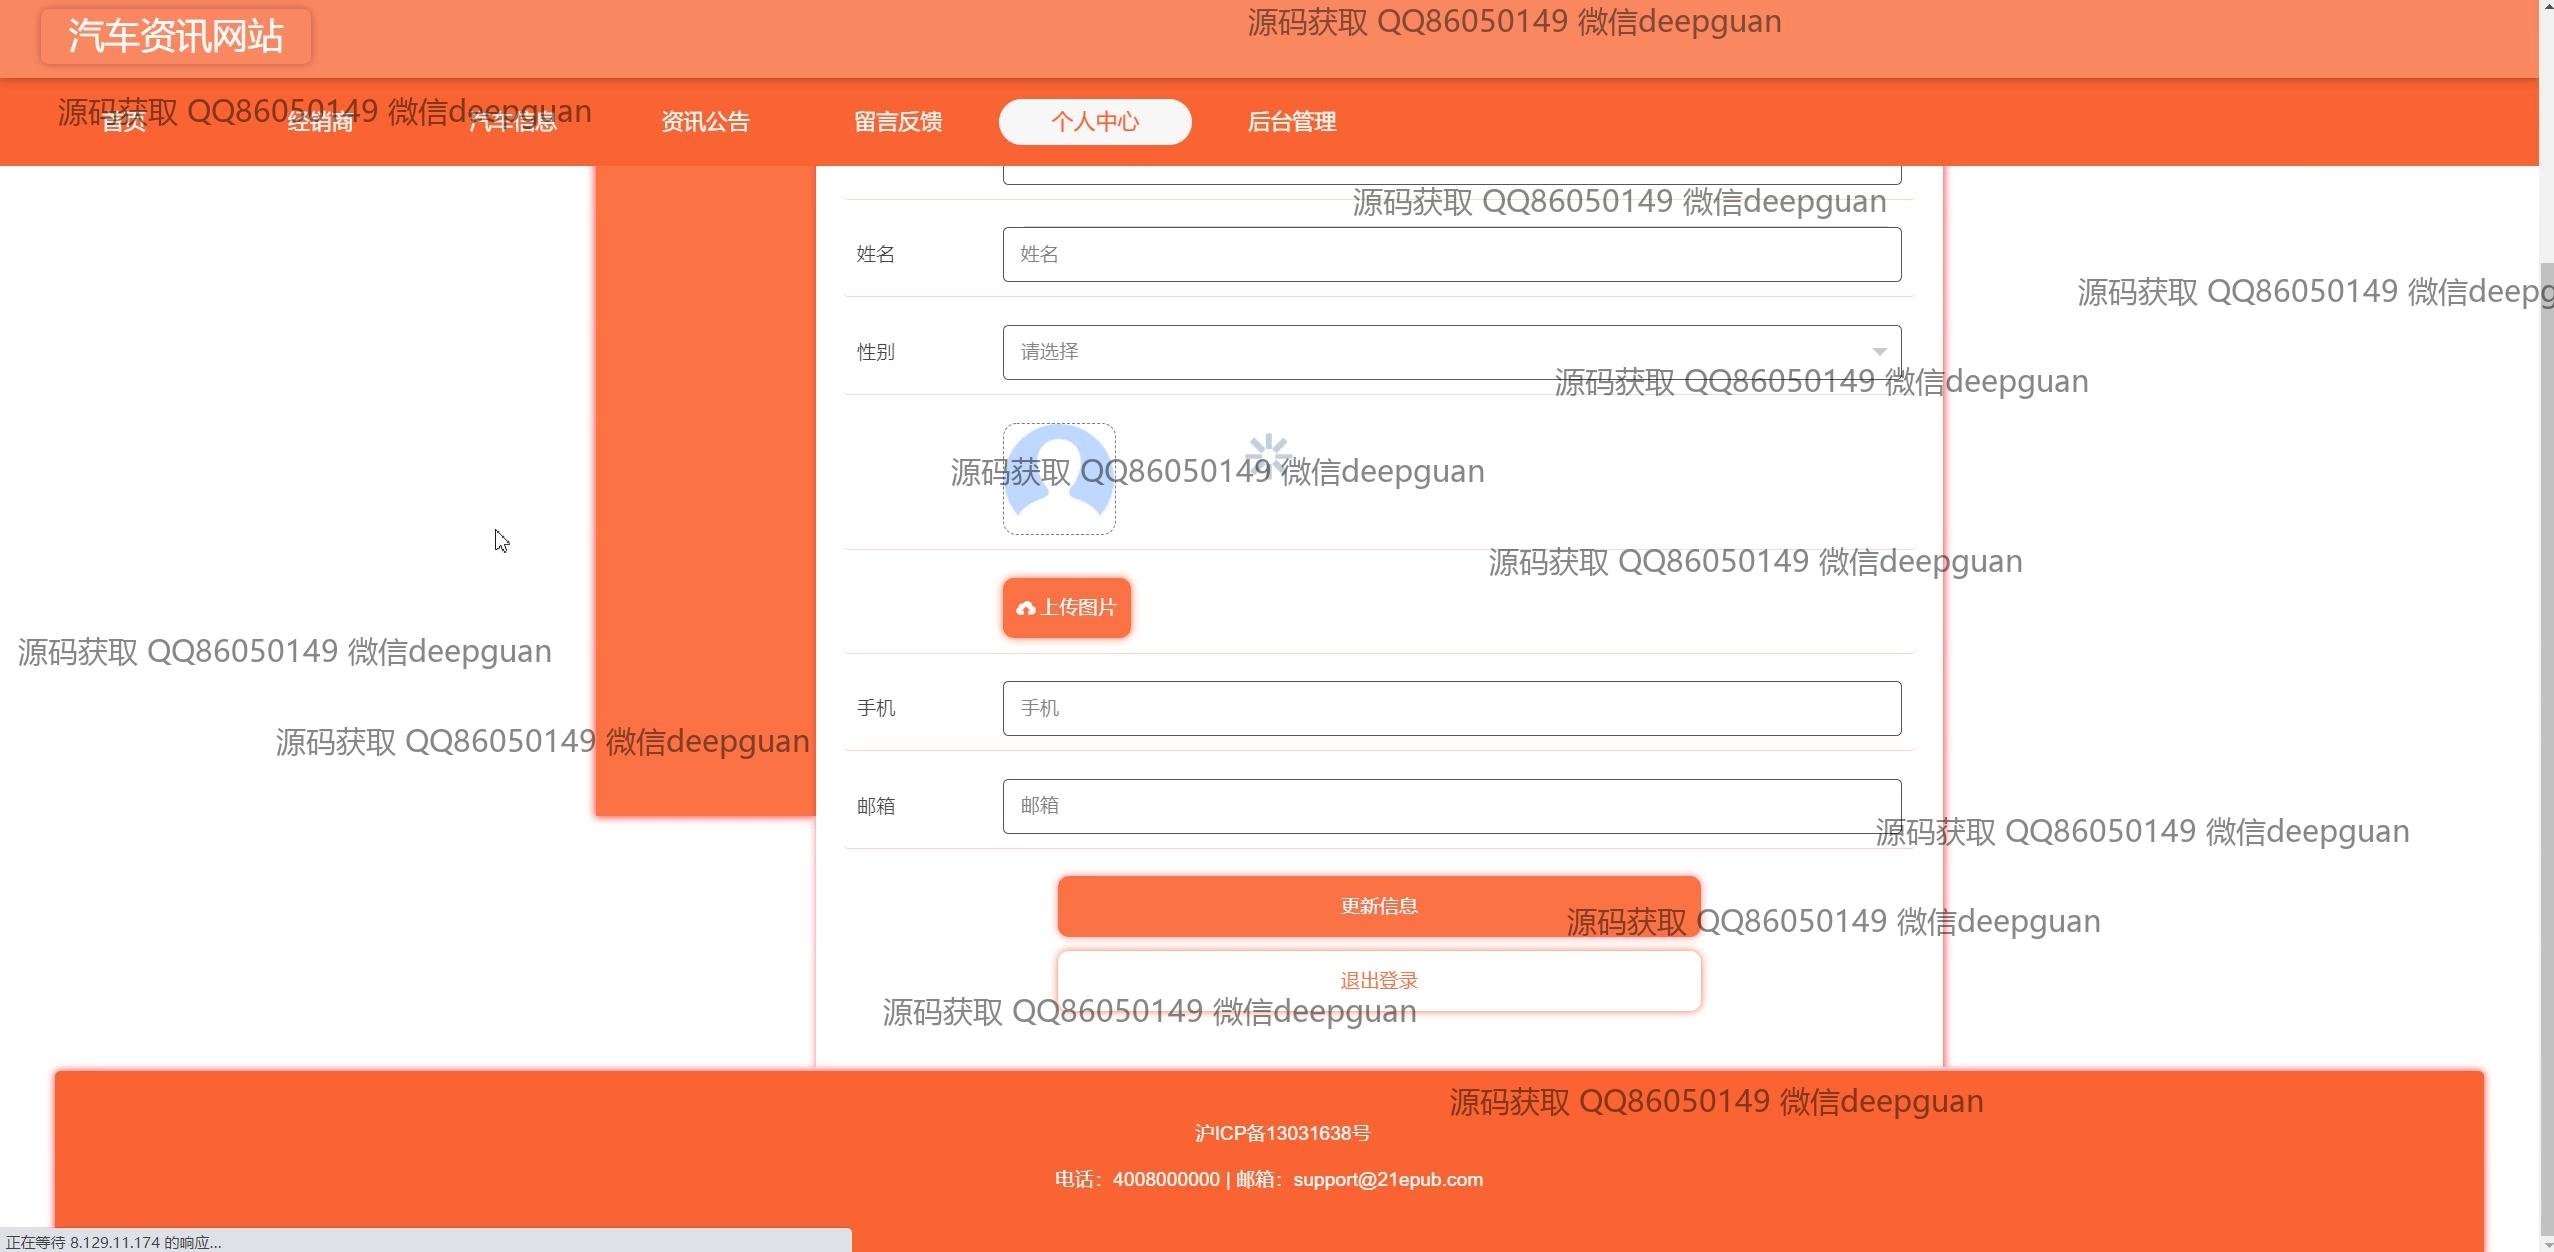 汽车资讯网站
源码获取 QQ86050149 微信deepguan
源码获取 QQ86050149 微信deepguan
首页 经销商 汽车信息 资讯公告 留言反馈 个人中心 后台管理
源码获取 QQ86050149 微信deepguan
姓名 姓名
源码获取 QQ86050149 微信deepg
性别 请选择
源码获取 QQ86050149 微信deepguan
源码获取 QQ86050149 微信deepguan
源码获取 QQ86050149 微信deepguan
上传图片
源码获取 QQ86050149 微信deepguan
手机 手机
源码获取 QQ86050149 微信deepguan
邮箱 邮箱
源码获取 QQ86050149 微信deepguan
更新信息
源码获取 QQ86050149 微信deepguan
退出登录
源码获取 QQ86050149 微信deepguan
源码获取 QQ86050149 微信deepguan
沪ICP备13031638号
电话：4008000000 | 邮箱：support@21epub.com
正在等待 8.129.11.174 的响应...